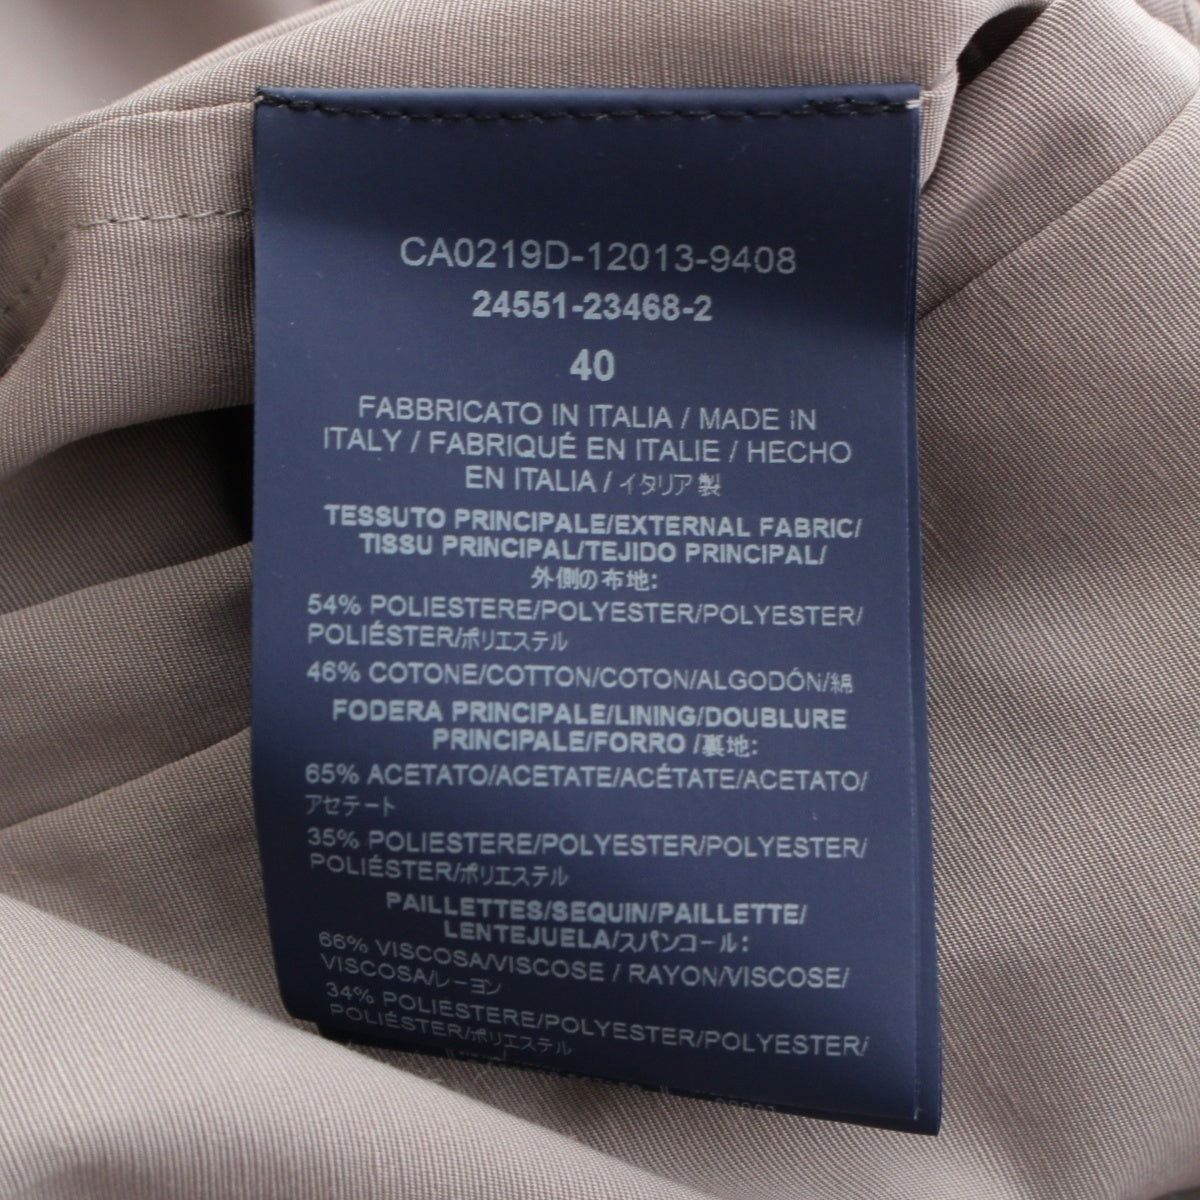 CA0219D-12013-9408
24551-23468-2
40
FABBRICATO IN ITALIA / MADE IN
ITALY / FABRIQUÉ EN ITALIE / HECHO
EN ITALIA / イタリア製
TESSUTO PRINCIPALE/EXTERNAL FABRIC/
TISSU PRINCIPAL/TEJIDO PRINCIPAL/
外側の布地:
54% POLIESTERE/POLYESTER/POLYESTER/
POLIÉSTER/ポリエステル
46% COTONE/COTTON/COTON/ALGODÓN/綿
FODERA PRINCIPALE/LINING/DOUBLURE
PRINCIPALE/FORRO /裏地:
65% ACETATO/ACETATE/ACÉTATE/ACETATO/
アセテート
35% POLIESTERE/POLYESTER/POLYESTER/
POLIÉSTER/ポリエステル
PAILLETTES/SEQUIN/PAILLETTE/
LENTEJUELA/スパンコール:
66% VISCOSA/VISCOSE / RAYON/VISCOSE/
VISCOSA/レーヨン
34% POLIESTERE/POLYESTER/POLYESTER/
POLIÉSTER/ポリエステル